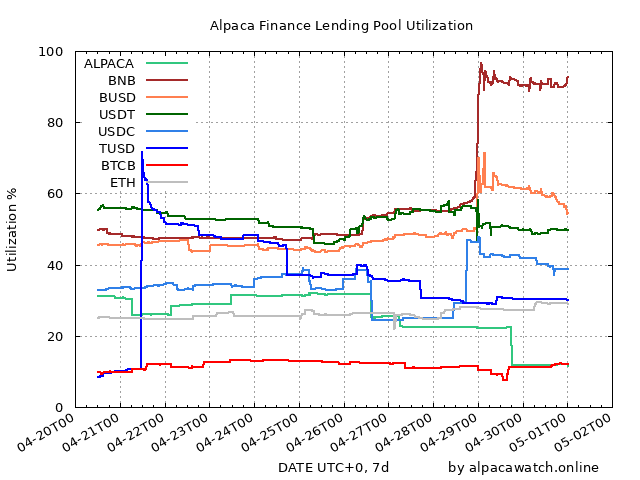 Alpaca Finance Lending Pool Utilization
100
80
60
40
20
0
Utilization %
ALPACA
BNB
BUSD
USDT
USDC
TUSD
BTCB
ETH
04-20T00
04-21T00
04-22T00
04-23T00
04-24T00
04-25T00
04-26T00
04-27T00
04-28T00
04-29T00
04-30T00
05-01T00
05-02T00
DATE UTC+0, 7d
by alpacawatch.online